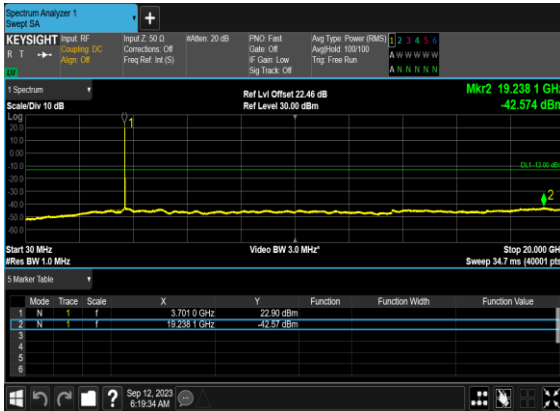 Spectrum Analyzer 1
Swept SA
KEYSIGHT Input: RF Input Z: 50 Ω #Atten: 20 dB PNO: Fast Avg Type: Power (RMS) 1 2 3 4 5 6
R T Coupling: DC Corrections: Off Gate: Off Avg|Hold: 100/100 A W W W W W
Align: Off Freq Ref: Int (S) IF Gain: Low Trig: Free Run
Sig Track: Off A N N N N N
LXI
1 Spectrum Ref Lvl Offset 22.46 dB Mkr2 19.238 1 GHz
Scale/Div 10 dB Ref Level 30.00 dBm -42.574 dBm
Log
20.0 1
10.0
0.00
-10.0 DL1 -13.00 dBm
-20.0
-30.0
-40.0 2
-50.0
-60.0
Start 30 MHz Video BW 3.0 MHz* Stop 20.000 GHz
#Res BW 1.0 MHz Sweep 34.7 ms (40001 pts)
5 Marker Table
Mode Trace Scale X Y Function Function Width Function Value
1 N 1 f 3.701 0 GHz 22.90 dBm
2 N 1 f 19.238 1 GHz -42.57 dBm
3
4
5
6
? Sep 12, 2023
6:19:34 AM